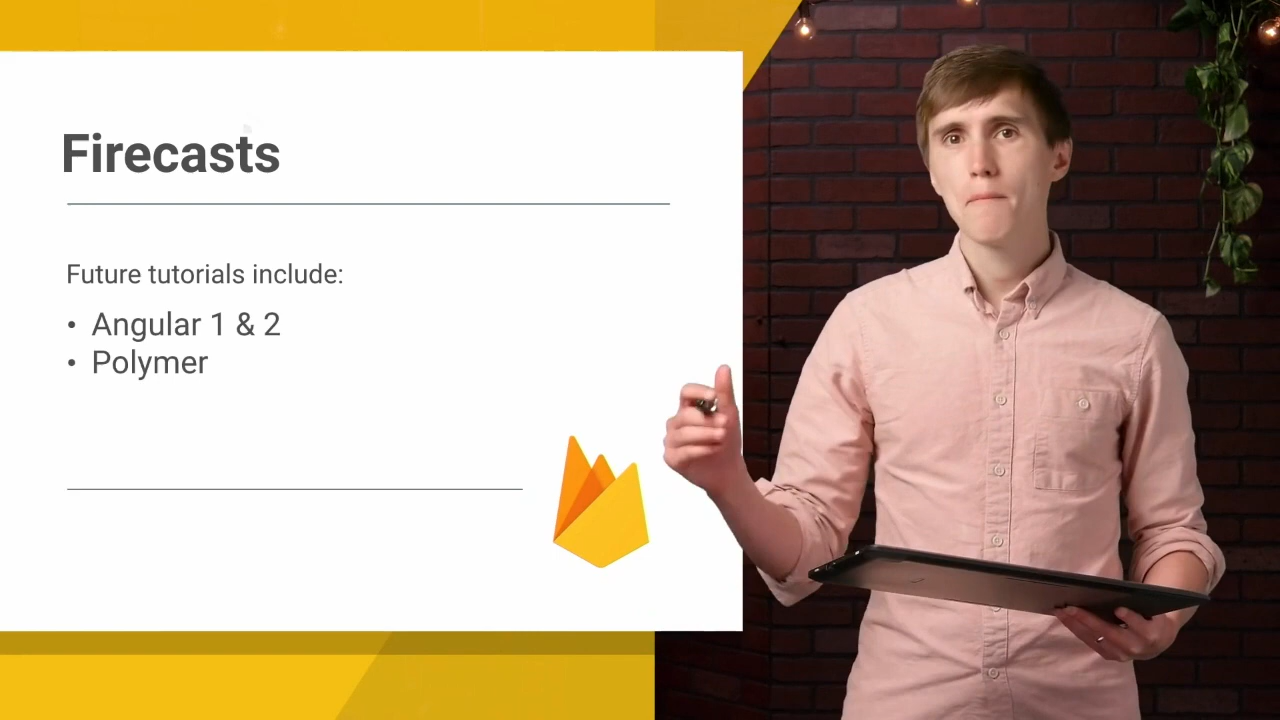 Firecasts
Future tutorials include:
• Angular 1 & 2
• Polymer